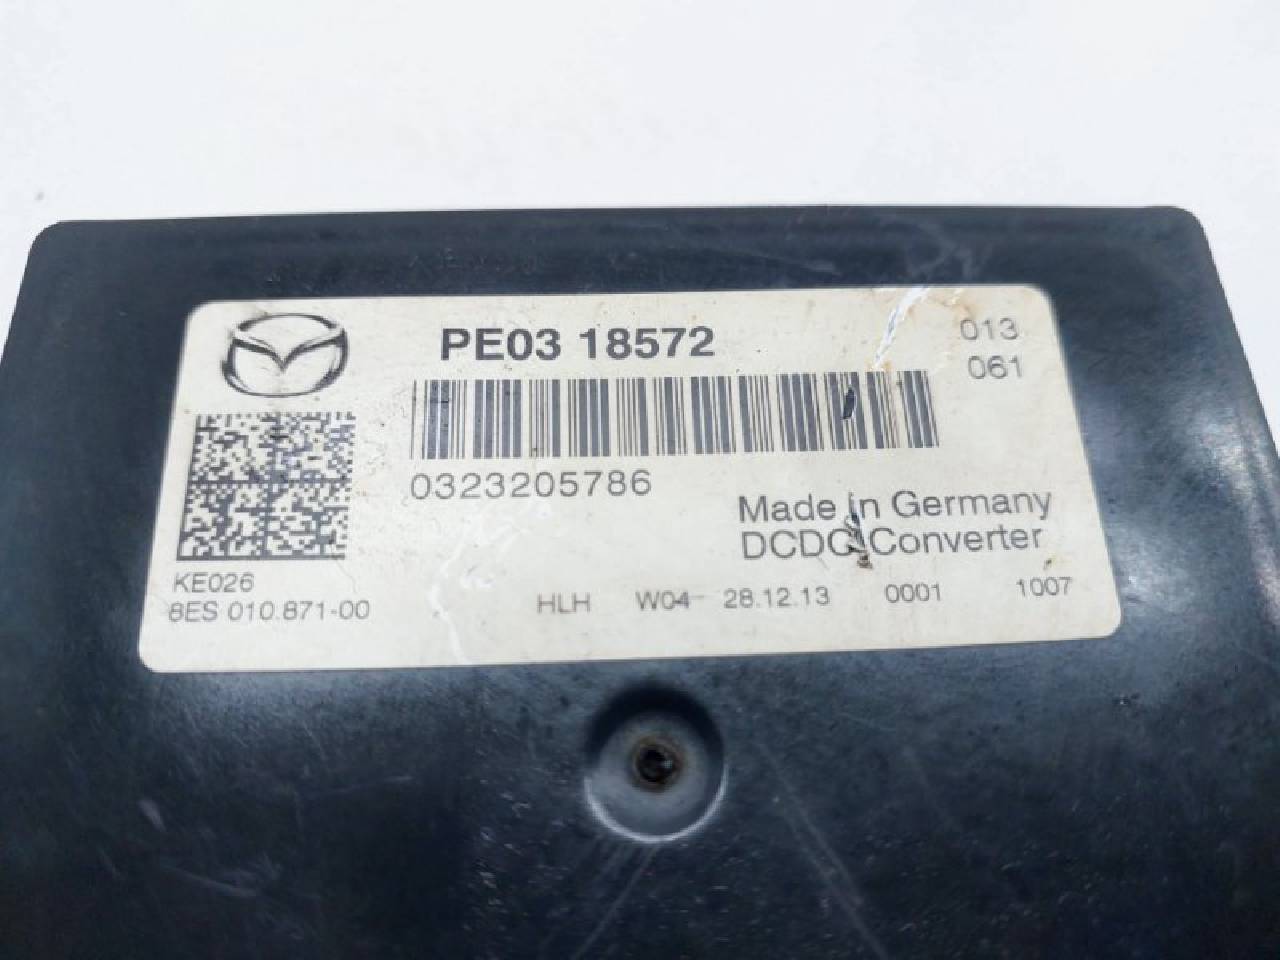 PE03 18572
013
061
0323205786
Made in Germany
DCDC Converter
KE026
8ES 010.871-00
HLH W04 28.12.13 0001 1007